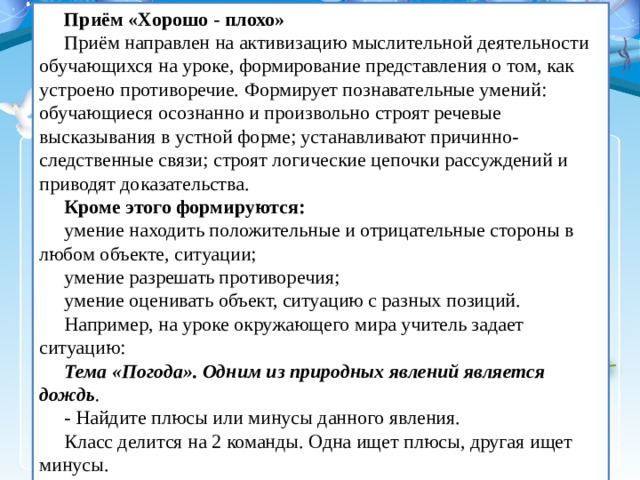 Приём «Хорошо - плохо»
Приём направлен на активизацию мыслительной деятельности
обучающихся на уроке, формирование представления о том, как
устроено противоречие. Формирует познавательные умений:
обучающиеся осознанно и произвольно строят речевые
высказывания в устной форме; устанавливают причинно-
следственные связи; строят логические цепочки рассуждений и
приводят доказательства.
Кроме этого формируются:
умение находить положительные и отрицательные стороны в
любом объекте, ситуации;
умение разрешать противоречия;
умение оценивать объект, ситуацию с разных позиций.
Например, на уроке окружающего мира учитель задает
ситуацию:
Тема «Погода». Одним из природных явлений является
дождь.
- Найдите плюсы или минусы данного явления.
Класс делится на 2 команды. Одна ищет плюсы, другая ищет
минусы.